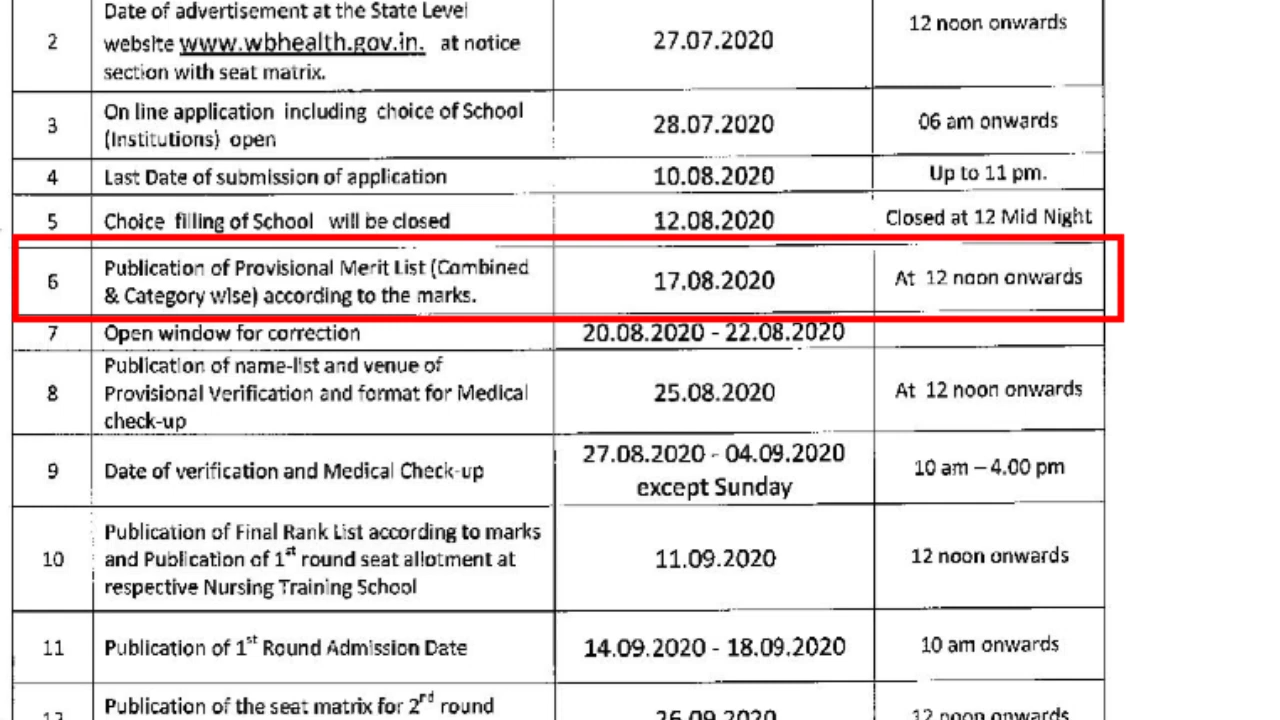 Date of advertisement at the State Level
2 website www.wbhealth.gov.in. at notice 27.07.2020 12 noon onwards
section with seat matrix.
3 On line application including choice of School 28.07.2020 06 am onwards
(Institutions) open
4 Last Date of submission of application 10.08.2020 Up to 11 pm.
5 Choice filling of School will be closed 12.08.2020 Closed at 12 Mid Night
6 Publication of Provisional Merit List (Combined 17.08.2020 At 12 noon onwards
& Category wise) according to the marks.
7 Open window for correction 20.08.2020 - 22.08.2020
Publication of name-list and venue of
8 Provisional Verification and format for Medical 25.08.2020 At 12 noon onwards
check-up
9 Date of verification and Medical Check-up 27.08.2020 - 04.09.2020 10 am – 4.00 pm
except Sunday
Publication of Final Rank List according to marks
10 and Publication of 1st round seat allotment at 11.09.2020 12 noon onwards
respective Nursing Training School
11 Publication of 1st Round Admission Date 14.09.2020 - 18.09.2020 10 am onwards
12 Publication of the seat matrix for 2rd round 26.09.2020 12 noon onwards